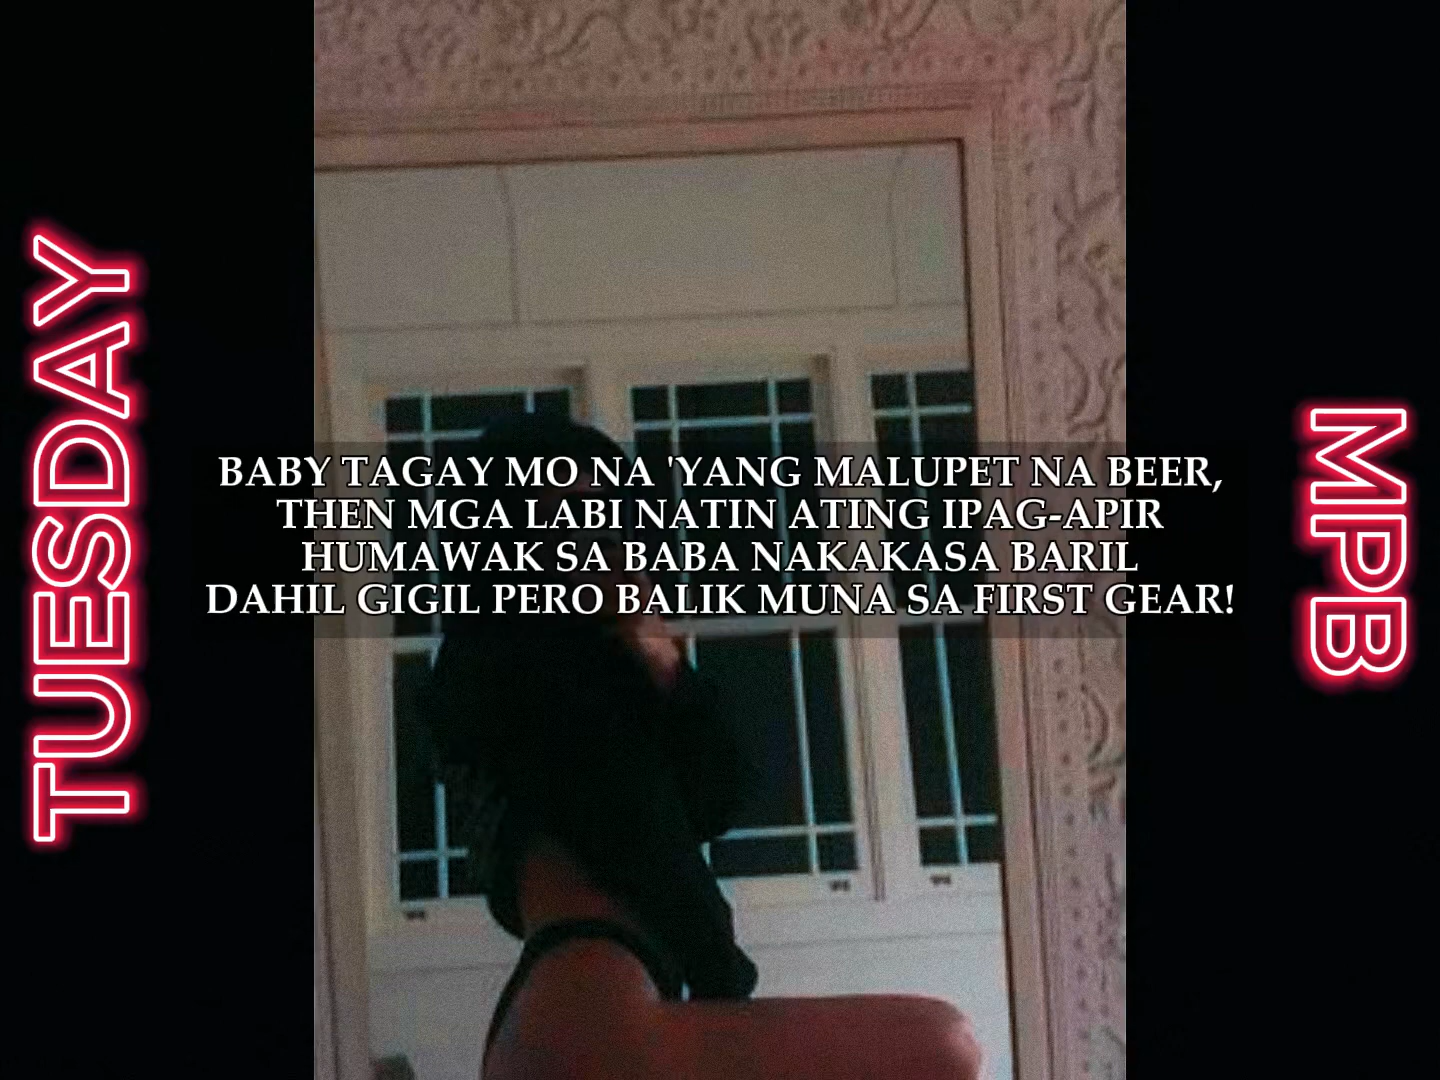 TUESDAY
BABY TAGAY MO NA 'YANG MALUPET NA BEER,
THEN MGA LABI NATIN ATING IPAG-APIR
HUMAWAK SA BABA NAKAKASA BARIL
DAHIL GIGIL PERO BALIK MUNA SA FIRST GEAR!
MPB